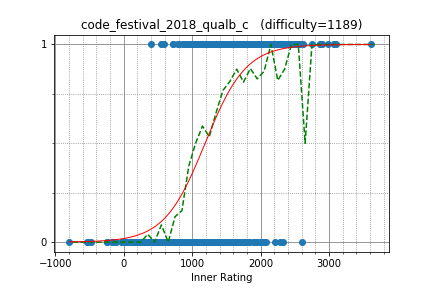 code_festival_2018_qualb_c (difficulty=1189)
1
0
−1000 0 1000 2000 3000
Inner Rating